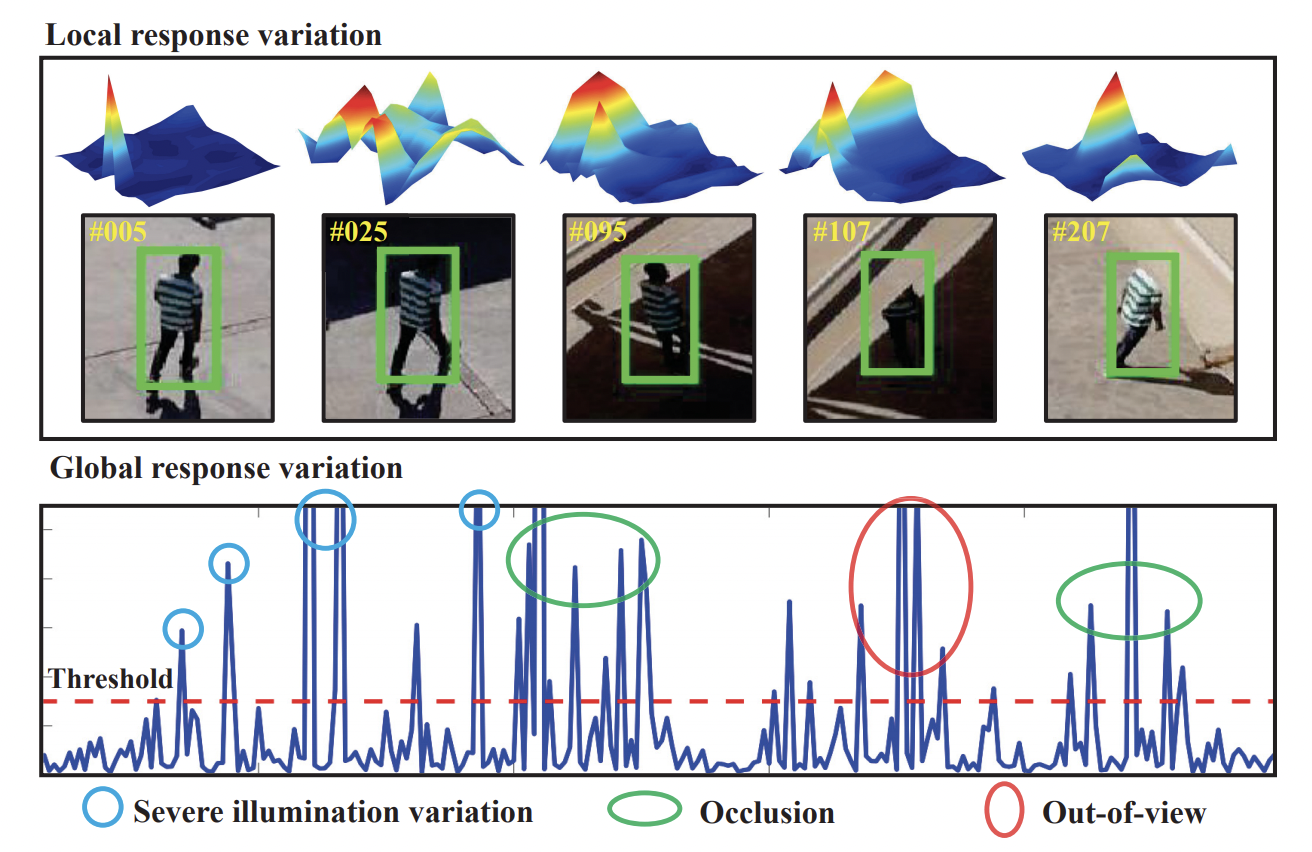 Local response variation
#005
#025
#095
#107
#207
Global response variation
Threshold
Severe illumination variation
Occlusion
Out-of-view